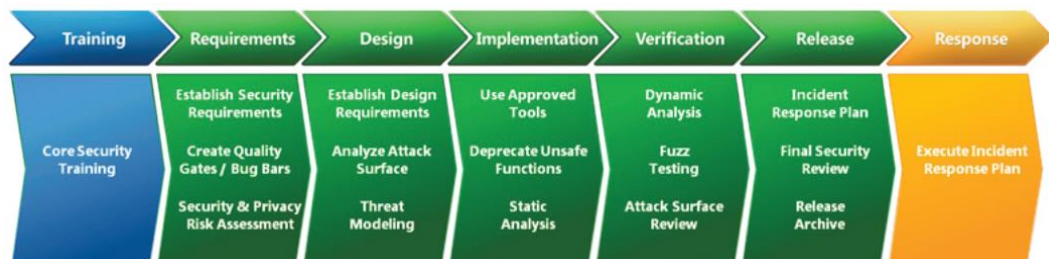 Training
Requirements
Design
Implementation
Verification
Release
Response
Core Security
Training
Establish Security
Requirements
Create Quality
Gates / Bug Bars
Security & Privacy
Risk Assessment
Establish Design
Requirements
Analyze Attack
Surface
Threat
Modeling
Use Approved
Tools
Deprecate Unsafe
Functions
Static
Analysis
Dynamic
Analysis
Fuzz
Testing
Attack Surface
Review
Incident
Response Plan
Final Security
Review
Release
Archive
Execute Incident
Response Plan